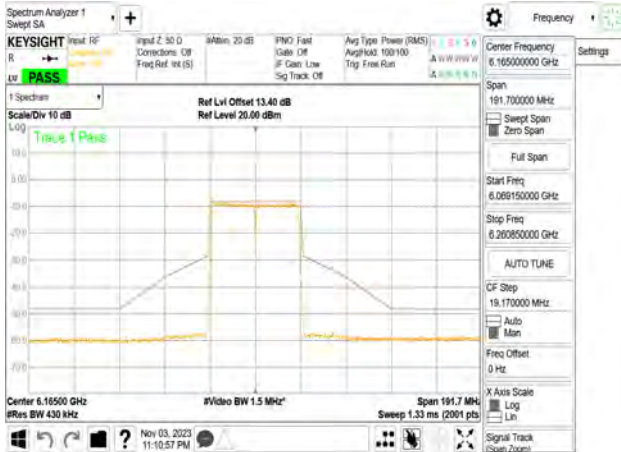 Spectrum Analyzer 1
Swept SA
+
Frequency
KEYSIGHT Input: RF
R
LV PASS
Input Z: 50 Ω
Corrections: Off
Freq Ref: Int (S)
#Atten: 20 dB
PNO: Fast
Gate: Off
IF Gain: Low
Sig Track: Off
Avg Type: Power (RMS)
Avg|Hold: 100/100
Trig: Free Run
1 Spectrum
Scale/Div 10 dB
Log
Ref Lvl Offset 13.40 dB
Ref Level 20.00 dBm
Trace 1 Pass
10.0
0.00
Center 6.16500 GHz
#Res BW 430 kHz
#Video BW 1.5 MHz*
Span 191.7 MHz
Sweep 1.33 ms (2001 pts
Nov 03, 2023
11:10:57 PM
?
Center Frequency
6.165000000 GHz
Settings
Span
191.700000 MHz
Swept Span
Zero Span
Full Span
Start Freq
6.069150000 GHz
Stop Freq
6.260850000 GHz
AUTO TUNE
CF Step
19.170000 MHz
Auto
Man
Freq Offset
0 Hz
X Axis Scale
Log
Lin
Signal Track
(Span Zoom)